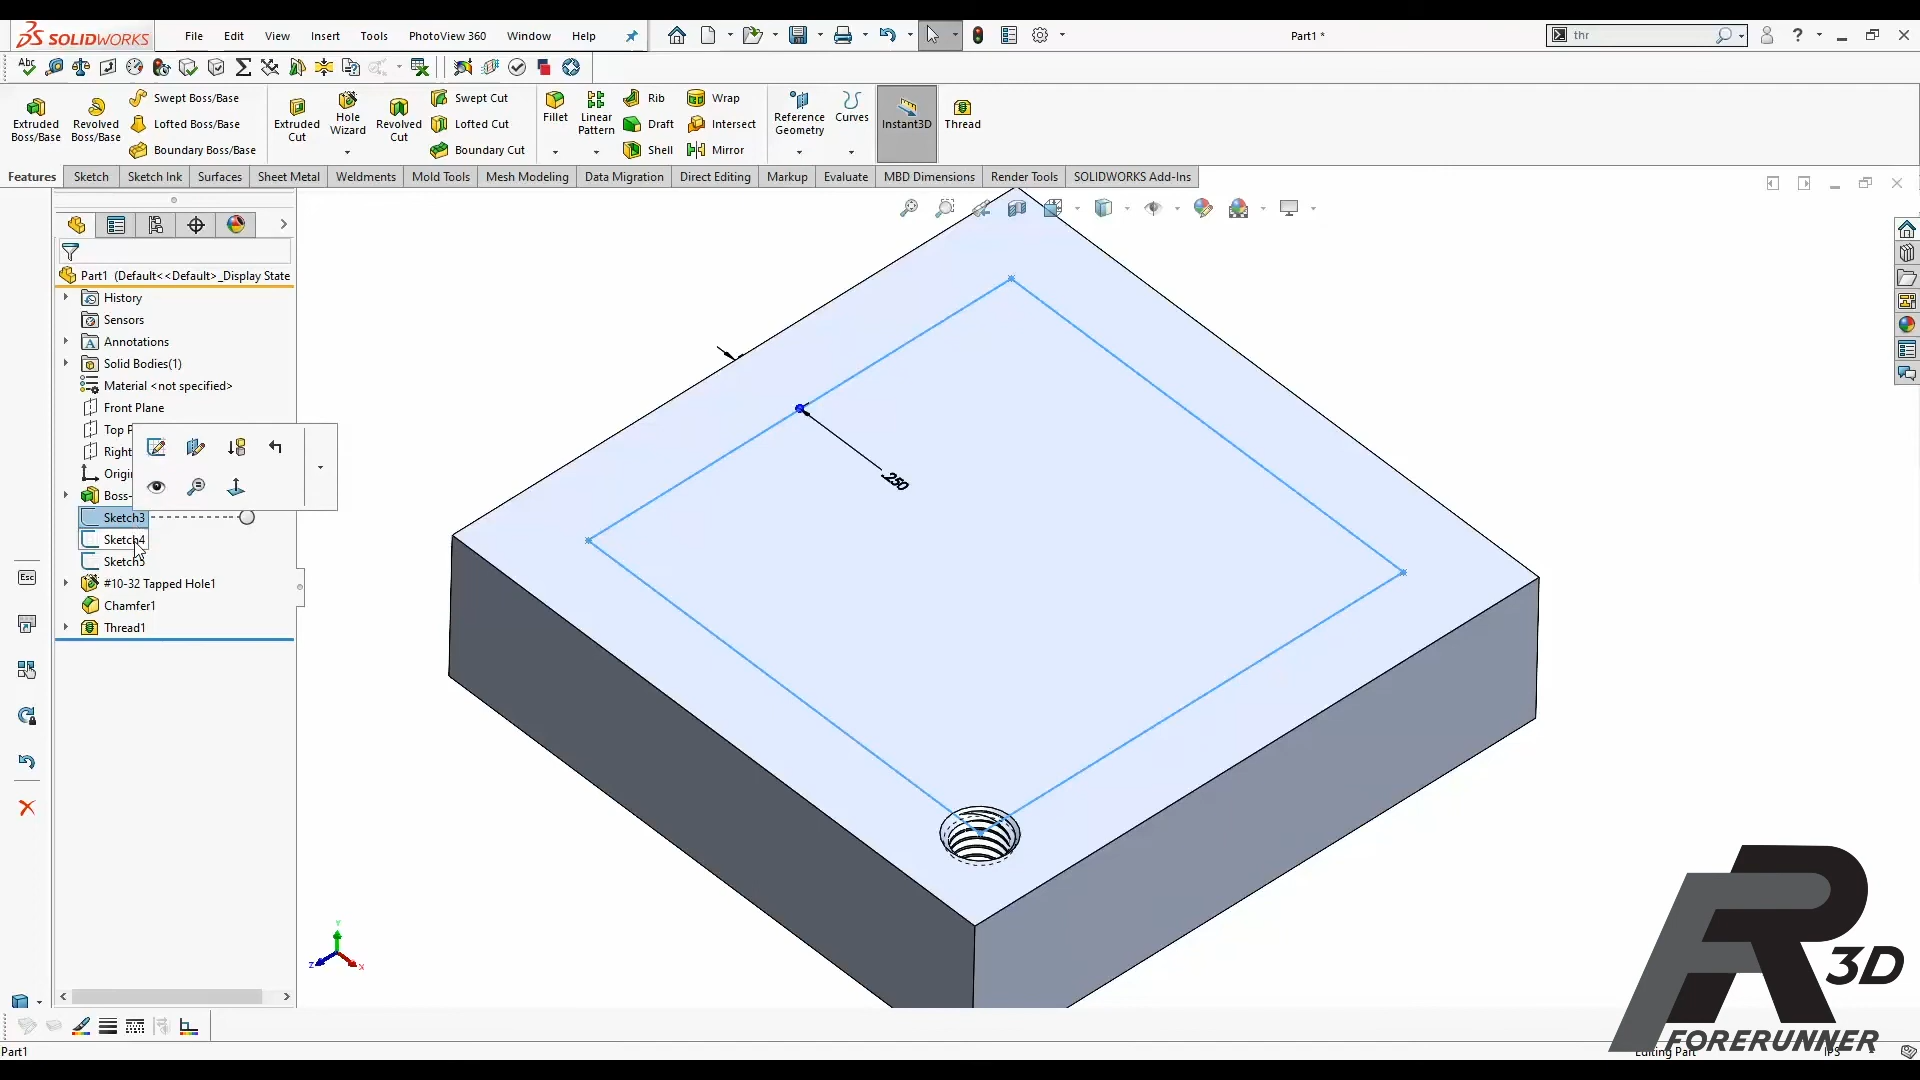 SOLIDWORKS File Edit View Insert Tools PhotoView 360 Window Help Part1 * thr
Extruded Boss/Base
Revolved Boss/Base
Swept Boss/Base
Lofted Boss/Base
Boundary Boss/Base
Extruded Cut
Hole Wizard
Revolved Cut
Swept Cut
Lofted Cut
Boundary Cut
Fillet
Linear Pattern
Rib
Draft
Shell
Wrap
Intersect
Mirror
Reference Geometry
Curves
Instant3D
Thread
Features Sketch Sketch Ink Surfaces Sheet Metal Weldments Mold Tools Mesh Modeling Data Migration Direct Editing Markup Evaluate MBD Dimensions Render Tools SOLIDWORKS Add-Ins
Part1 (Default<<Default>_Display State
History
Sensors
Annotations
Solid Bodies(1)
Material <not specified>
Front Plane
Top P
Right
Origi
Boss-
Sketch3
Sketch4
Sketch5
#10-32 Tapped Hole1
Chamfer1
Thread1
Esc
.250
Y
Z
X
FR
3D
FORERUNNER
Part1
Editing Part
IPS